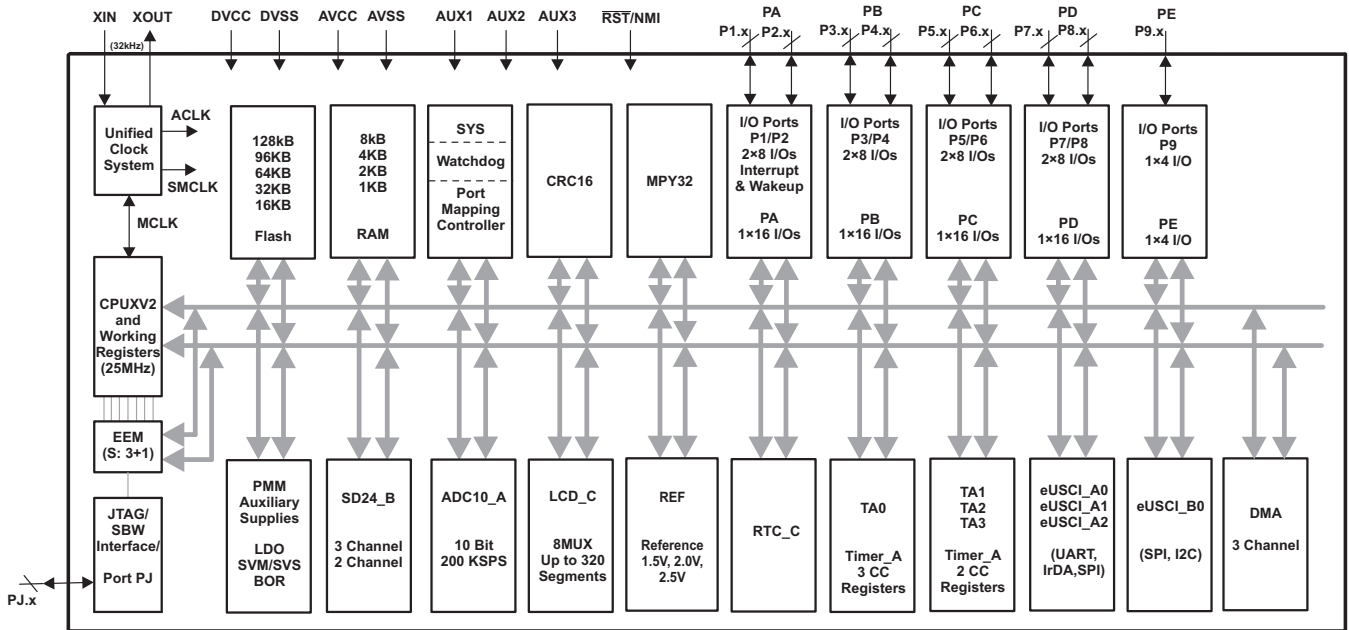 XIN XOUT DVCC DVSS AVCC AVSS AUX1 AUX2 AUX3 RST/NMI PA PB PC PD PE
(32kHz) P1.x P2.x P3.x P4.x P5.x P6.x P7.x P8.x P9.x
Unified
Clock
System
ACLK
SMCLK
MCLK
128kB
96KB
64KB
32KB
16KB
Flash
8kB
4KB
2KB
1KB
RAM
SYS
Watchdog
Port
Mapping
Controller
CRC16
MPY32
I/O Ports
P1/P2
2×8 I/Os
Interrupt
& Wakeup
PA
1×16 I/Os
I/O Ports
P3/P4
2×8 I/Os
PB
1×16 I/Os
I/O Ports
P5/P6
2×8 I/Os
PC
1×16 I/Os
I/O Ports
P7/P8
2×8 I/Os
PD
1×16 I/Os
I/O Ports
P9
1×4 I/O
PE
1×4 I/O
CPUXV2
and
Working
Registers
(25MHz)
EEM
(S: 3+1)
JTAG/
SBW
Interface/
Port PJ
PJ.x
PMM
Auxiliary
Supplies
LDO
SVM/SVS
BOR
SD24_B
3 Channel
2 Channel
ADC10_A
10 Bit
200 KSPS
LCD_C
8MUX
Up to 320
Segments
REF
Reference
1.5V, 2.0V,
2.5V
RTC_C
TA0
Timer_A
3 CC
Registers
TA1
TA2
TA3
Timer_A
2 CC
Registers
eUSCI_A0
eUSCI_A1
eUSCI_A2
(UART,
IrDA,SPI)
eUSCI_B0
(SPI, I2C)
DMA
3 Channel